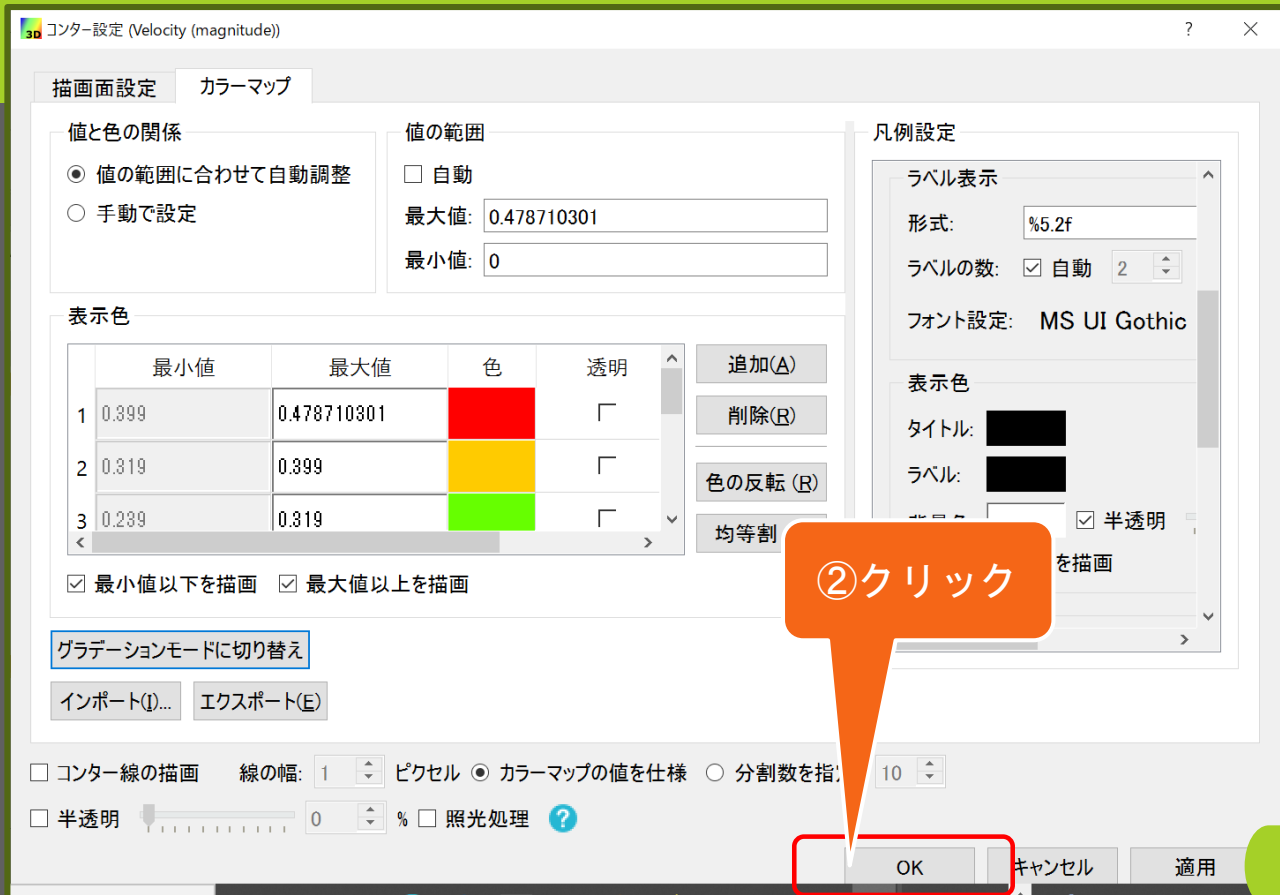 3D コンター設定 (Velocity (magnitude)) ?
描画面設定 カラーマップ
値と色の関係
値の範囲に合わせて自動調整
手動で設定
値の範囲
自動
最大値: 0.478710301
最小値: 0
表示色
最小値 最大値 色 透明
1 0.399 0.478710301
2 0.319 0.399
3 0.239 0.319
追加(A)
削除(R)
色の反転 (R)
均等割
最小値以下を描画 最大値以上を描画
凡例設定
ラベル表示
形式: %5.2f
ラベルの数: 自動 2
フォント設定: MS UI Gothic
表示色
タイトル:
ラベル:
半透明
を描画
②クリック
グラデーションモードに切り替え
インポート(I)... エクスポート(E)
コンター線の描画 線の幅: 1 ピクセル カラーマップの値を仕様 分割数を指 10
半透明 0 % 照光処理 ?
OK キャンセル 適用